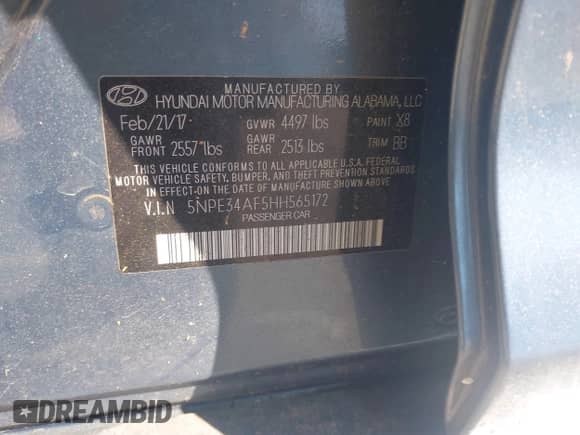 MANUFACTURED BY
HYUNDAI MOTOR MANUFACTURING ALABAMA, LLC
Feb/21/17 GVWR 4497 lbs PAINT X8
GAWR FRONT 2557 lbs GAWR REAR 2513 lbs TRIM BB
THIS VEHICLE CONFORMS TO ALL APPLICABLE U.S.A. FEDERAL
MOTOR VEHICLE SAFETY, BUMPER, AND THEFT PREVENTION STANDARDS
IN EFFECT ON THE DATE OF MANUFACTURE SHOWN ABOVE.
V.I.N 5NPE34AF5HH565172
PASSENGER CAR
DREAMBID